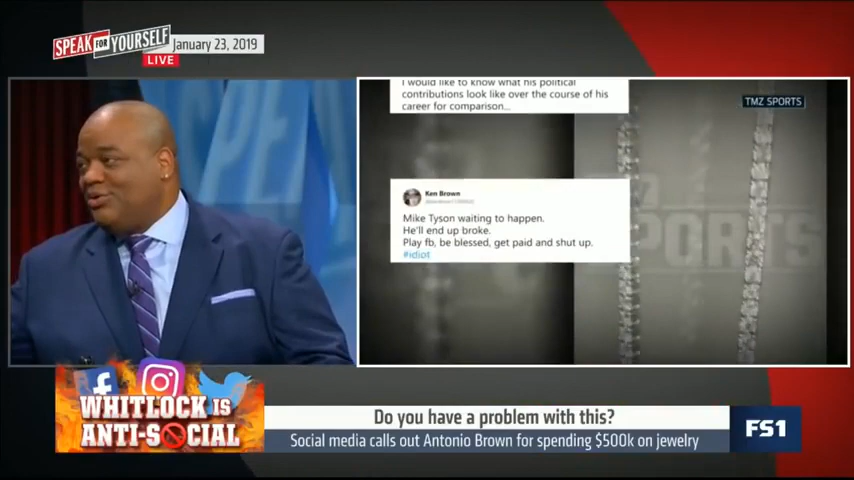 SPEAK FOR YOURSELF
January 23, 2019
LIVE
I would like to know what his political
contributions look like over the course of his
career for comparison...
TMZ SPORTS
Ken Brown
Mike Tyson waiting to happen.
He'll end up broke.
Play fb, be blessed, get paid and shut up.
#idiot
PORTS
WHITLOCK IS
ANTI-SOCIAL
Do you have a problem with this?
Social media calls out Antonio Brown for spending $500k on jewelry
FS1